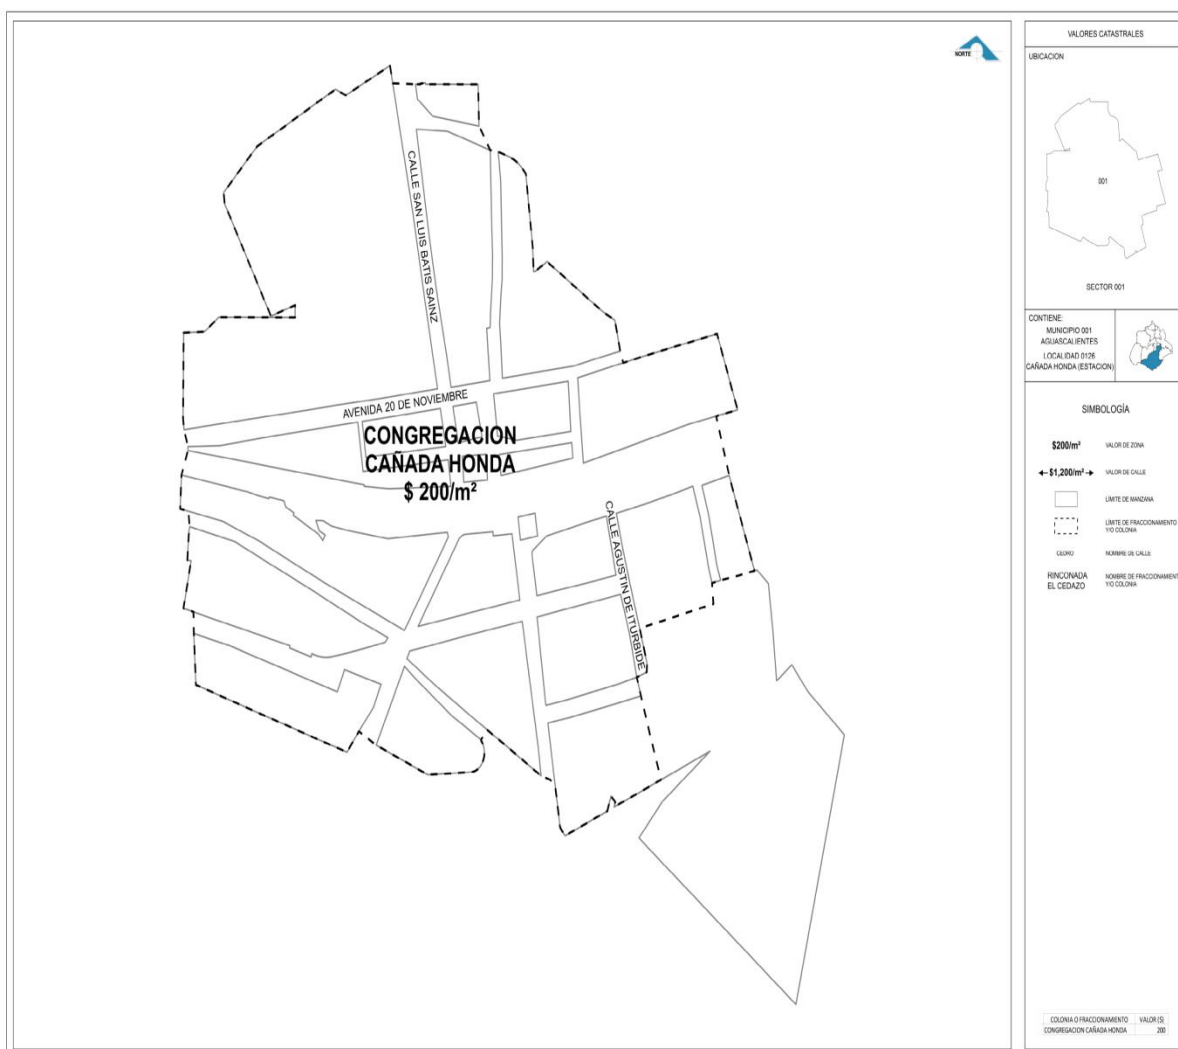 NORTE
CALLE SAN LUIS BATIS SAINZ
AVENIDA 20 DE NOVIEMBRE
CONGREGACION
CAÑADA HONDA
$ 200/m²
CALLE AGUSTIN DE ITURBIDE
VALORES CATASTRALES
UBICACION
001
SECTOR 001
CONTIENE:
MUNICIPIO 001
AGUASCALIENTES
LOCALIDAD 0126
CAÑADA HONDA (ESTACION)
SIMBOLOGÍA
$200/m² VALOR DE ZONA
$1,200/m² VALOR DE CALLE
LÍMITE DE MANZANA
LÍMITE DE FRACCIONAMIENTO
Y/O COLONIA
CEDRO NOMBRE DE CALLE
RINCONADA
EL CEDAZO
NOMBRE DE FRACCIONAMIENT
Y/O COLONIA
COLONIA O FRACCIONAMIENTO VALOR ($)
CONGREGACION CAÑADA HONDA 200